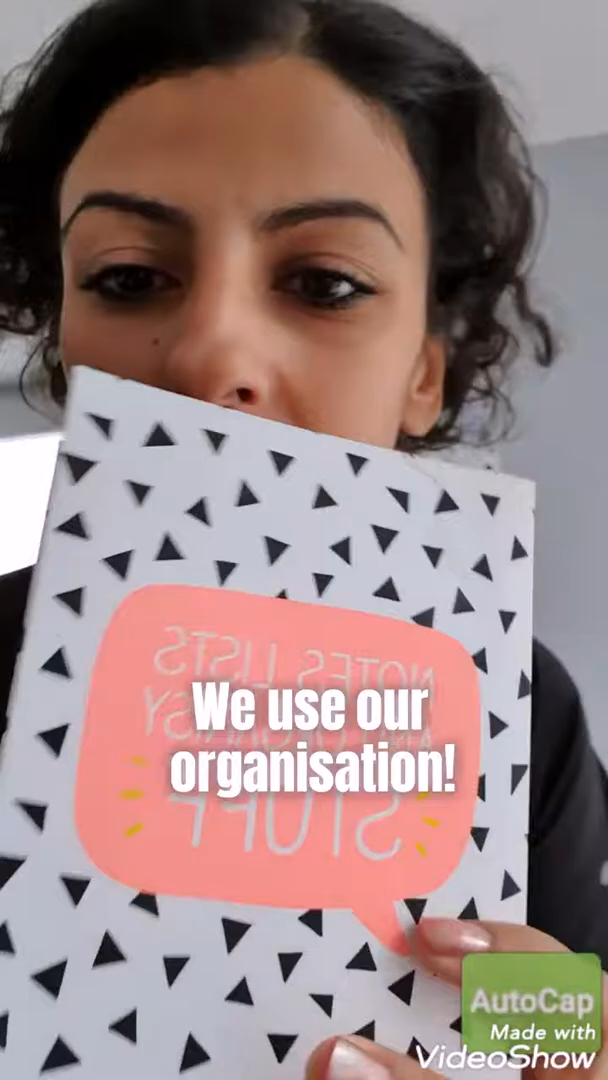 NOTES LISTS
STUFF
We use our
organisation!
AutoCap
Made with
VideoShow